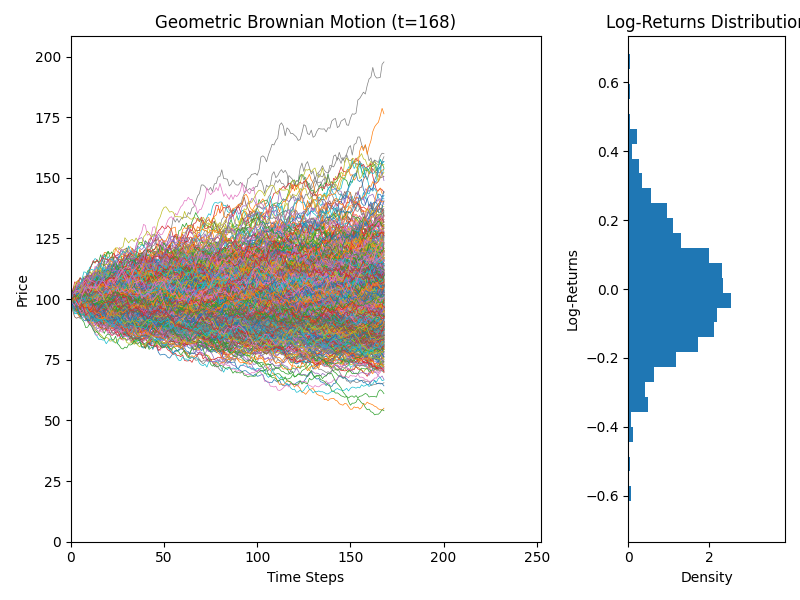 Geometric Brownian Motion (t=168)
Price
200
175
150
125
100
75
50
25
0
0 50 100 150 200 250
Time Steps
Log-Returns Distribution
Log-Returns
0.6
0.4
0.2
0.0
−0.2
−0.4
−0.6
0 2
Density